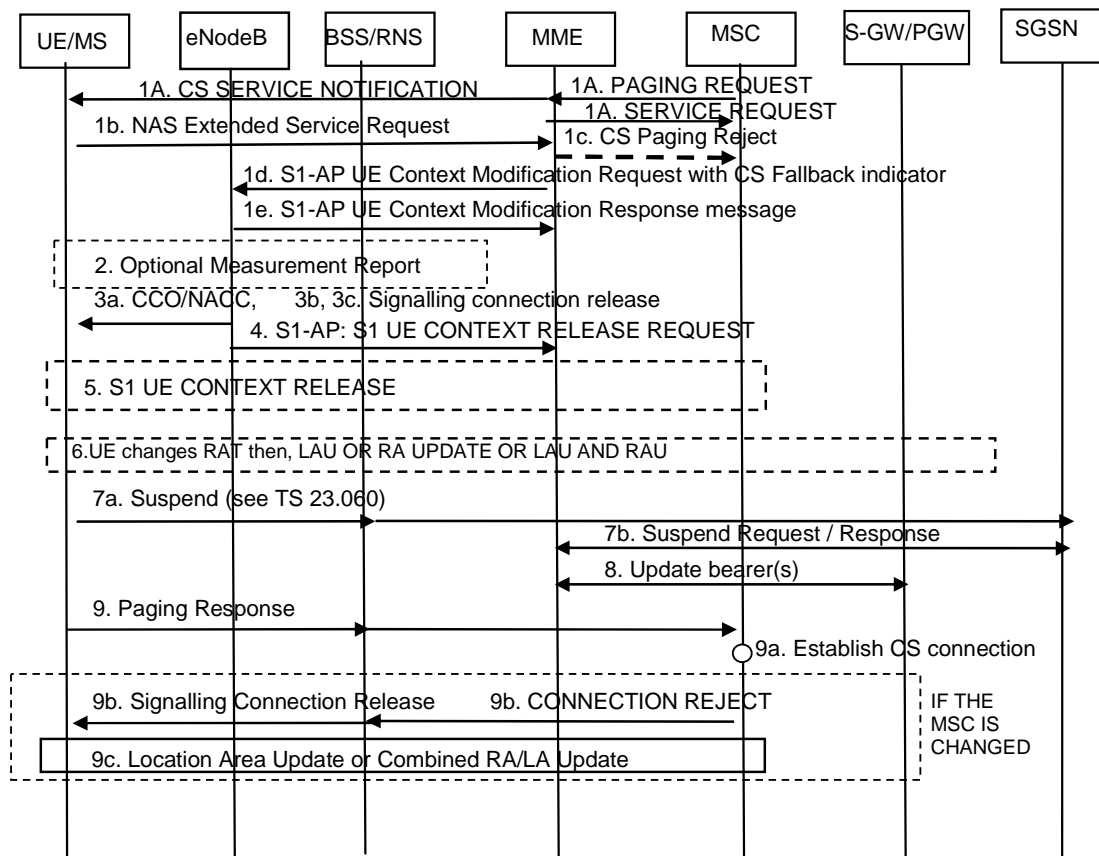 UE/MS
eNodeB
BSS/RNS
MME
MSC
S-GW/PGW
SGSN
1A. CS SERVICE NOTIFICATION
1A. PAGING REQUEST
1A. SERVICE REQUEST
1b. NAS Extended Service Request
1c. CS Paging Reject
1d. S1-AP UE Context Modification Request with CS Fallback indicator
1e. S1-AP UE Context Modification Response message
2. Optional Measurement Report
3a. CCO/NACC, 3b, 3c. Signalling connection release
4. S1-AP: S1 UE CONTEXT RELEASE REQUEST
5. S1 UE CONTEXT RELEASE
6.UE changes RAT then, LAU OR RA UPDATE OR LAU AND RAU
7a. Suspend (see TS 23.060)
7b. Suspend Request / Response
8. Update bearer(s)
9. Paging Response
9a. Establish CS connection
9b. Signalling Connection Release
9b. CONNECTION REJECT
IF THE
MSC IS
CHANGED
9c. Location Area Update or Combined RA/LA Update